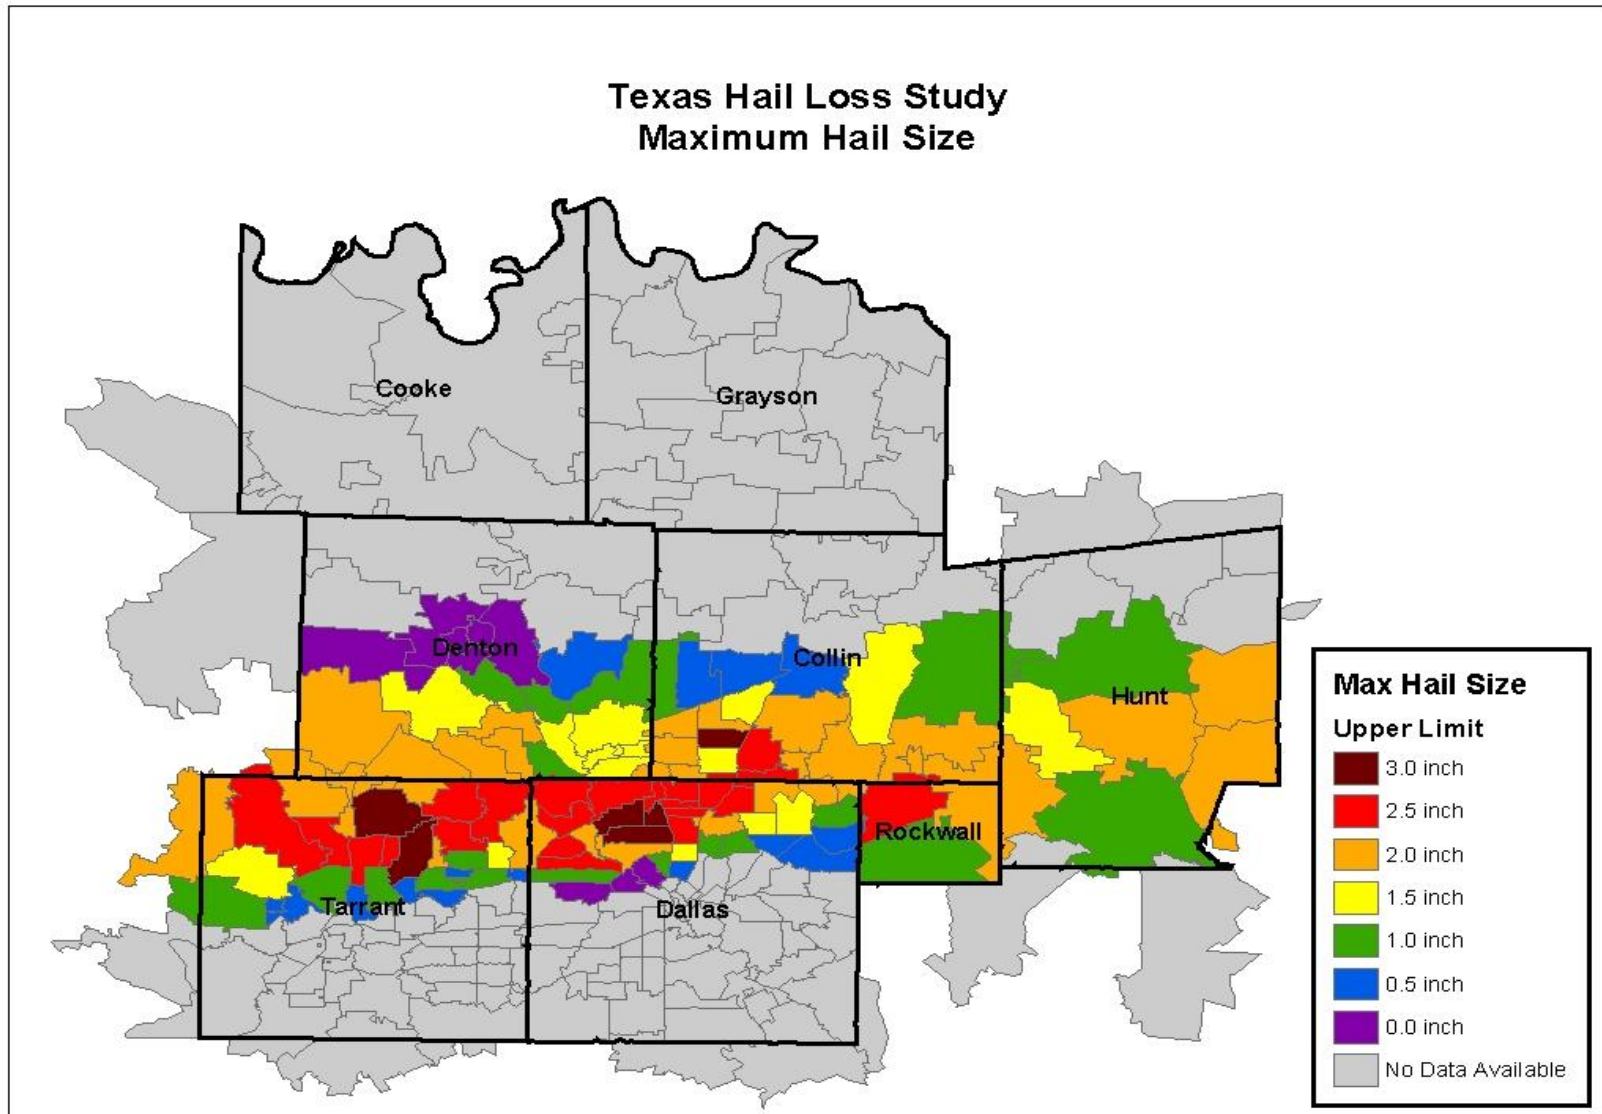 Texas Hail Loss Study
Maximum Hail Size
Cooke
Grayson
Denton
Collin
Hunt
Rockwall
Tarrant
Dallas
Max Hail Size
Upper Limit
3.0 inch
2.5 inch
2.0 inch
1.5 inch
1.0 inch
0.5 inch
0.0 inch
No Data Available